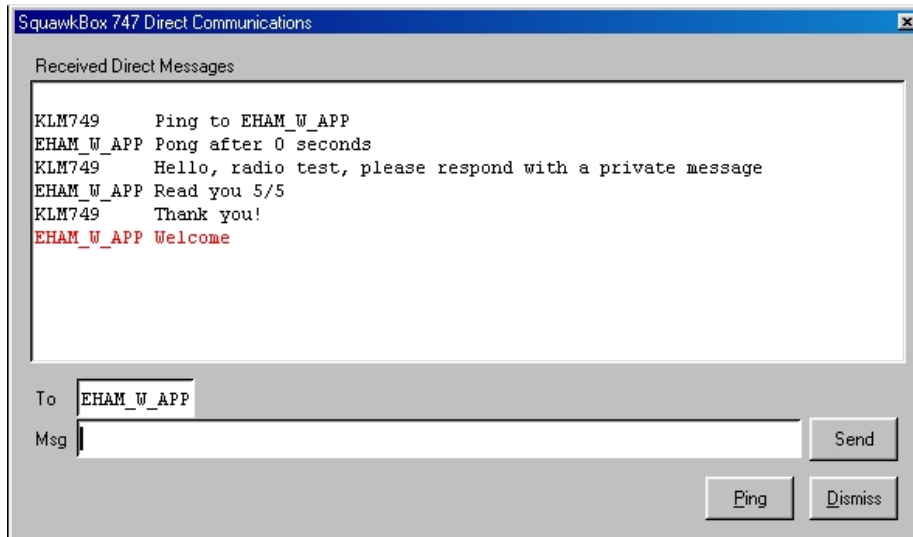 SquawkBox 747 Direct Communications
Received Direct Messages
KLM749 Ping to EHAM_W_APP
EHAM_W_APP Pong after 0 seconds
KLM749 Hello, radio test, please respond with a private message
EHAM_W_APP Read you 5/5
KLM749 Thank you!
EHAM_W_APP Welcome
To EHAM_W_APP
Msg Send
Ping Dismiss